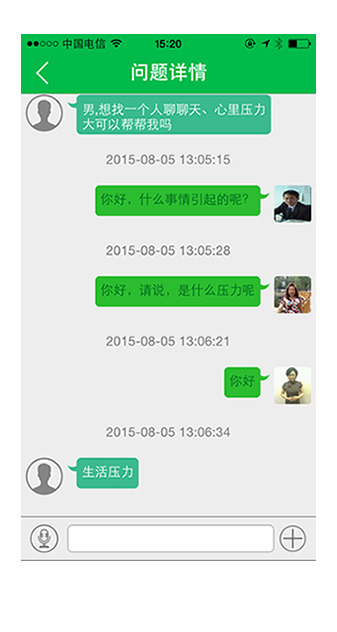 中国电信 15:20
问题详情
男,想找一个人聊聊天、心里压力
大可以帮帮我吗
2015-08-05 13:05:15
你好，什么事情引起的呢？
2015-08-05 13:05:28
你好，请说，是什么压力呢
2015-08-05 13:06:21
你好
2015-08-05 13:06:34
生活压力